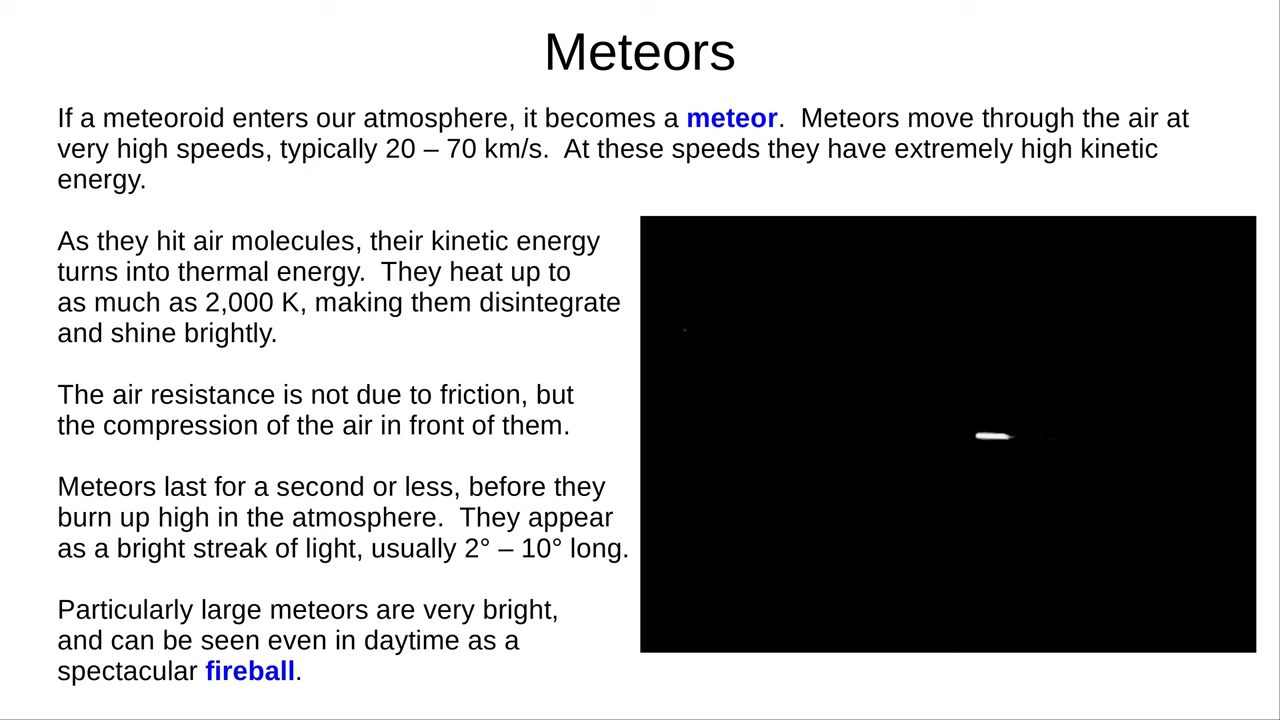 Meteors
If a meteoroid enters our atmosphere, it becomes a meteor.  Meteors move through the air at
very high speeds, typically 20 – 70 km/s.  At these speeds they have extremely high kinetic
energy.
As they hit air molecules, their kinetic energy
turns into thermal energy.  They heat up to
as much as 2,000 K, making them disintegrate
and shine brightly.
The air resistance is not due to friction, but
the compression of the air in front of them.
Meteors last for a second or less, before they
burn up high in the atmosphere.  They appear
as a bright streak of light, usually 2° – 10° long.
Particularly large meteors are very bright,
and can be seen even in daytime as a
spectacular fireball.